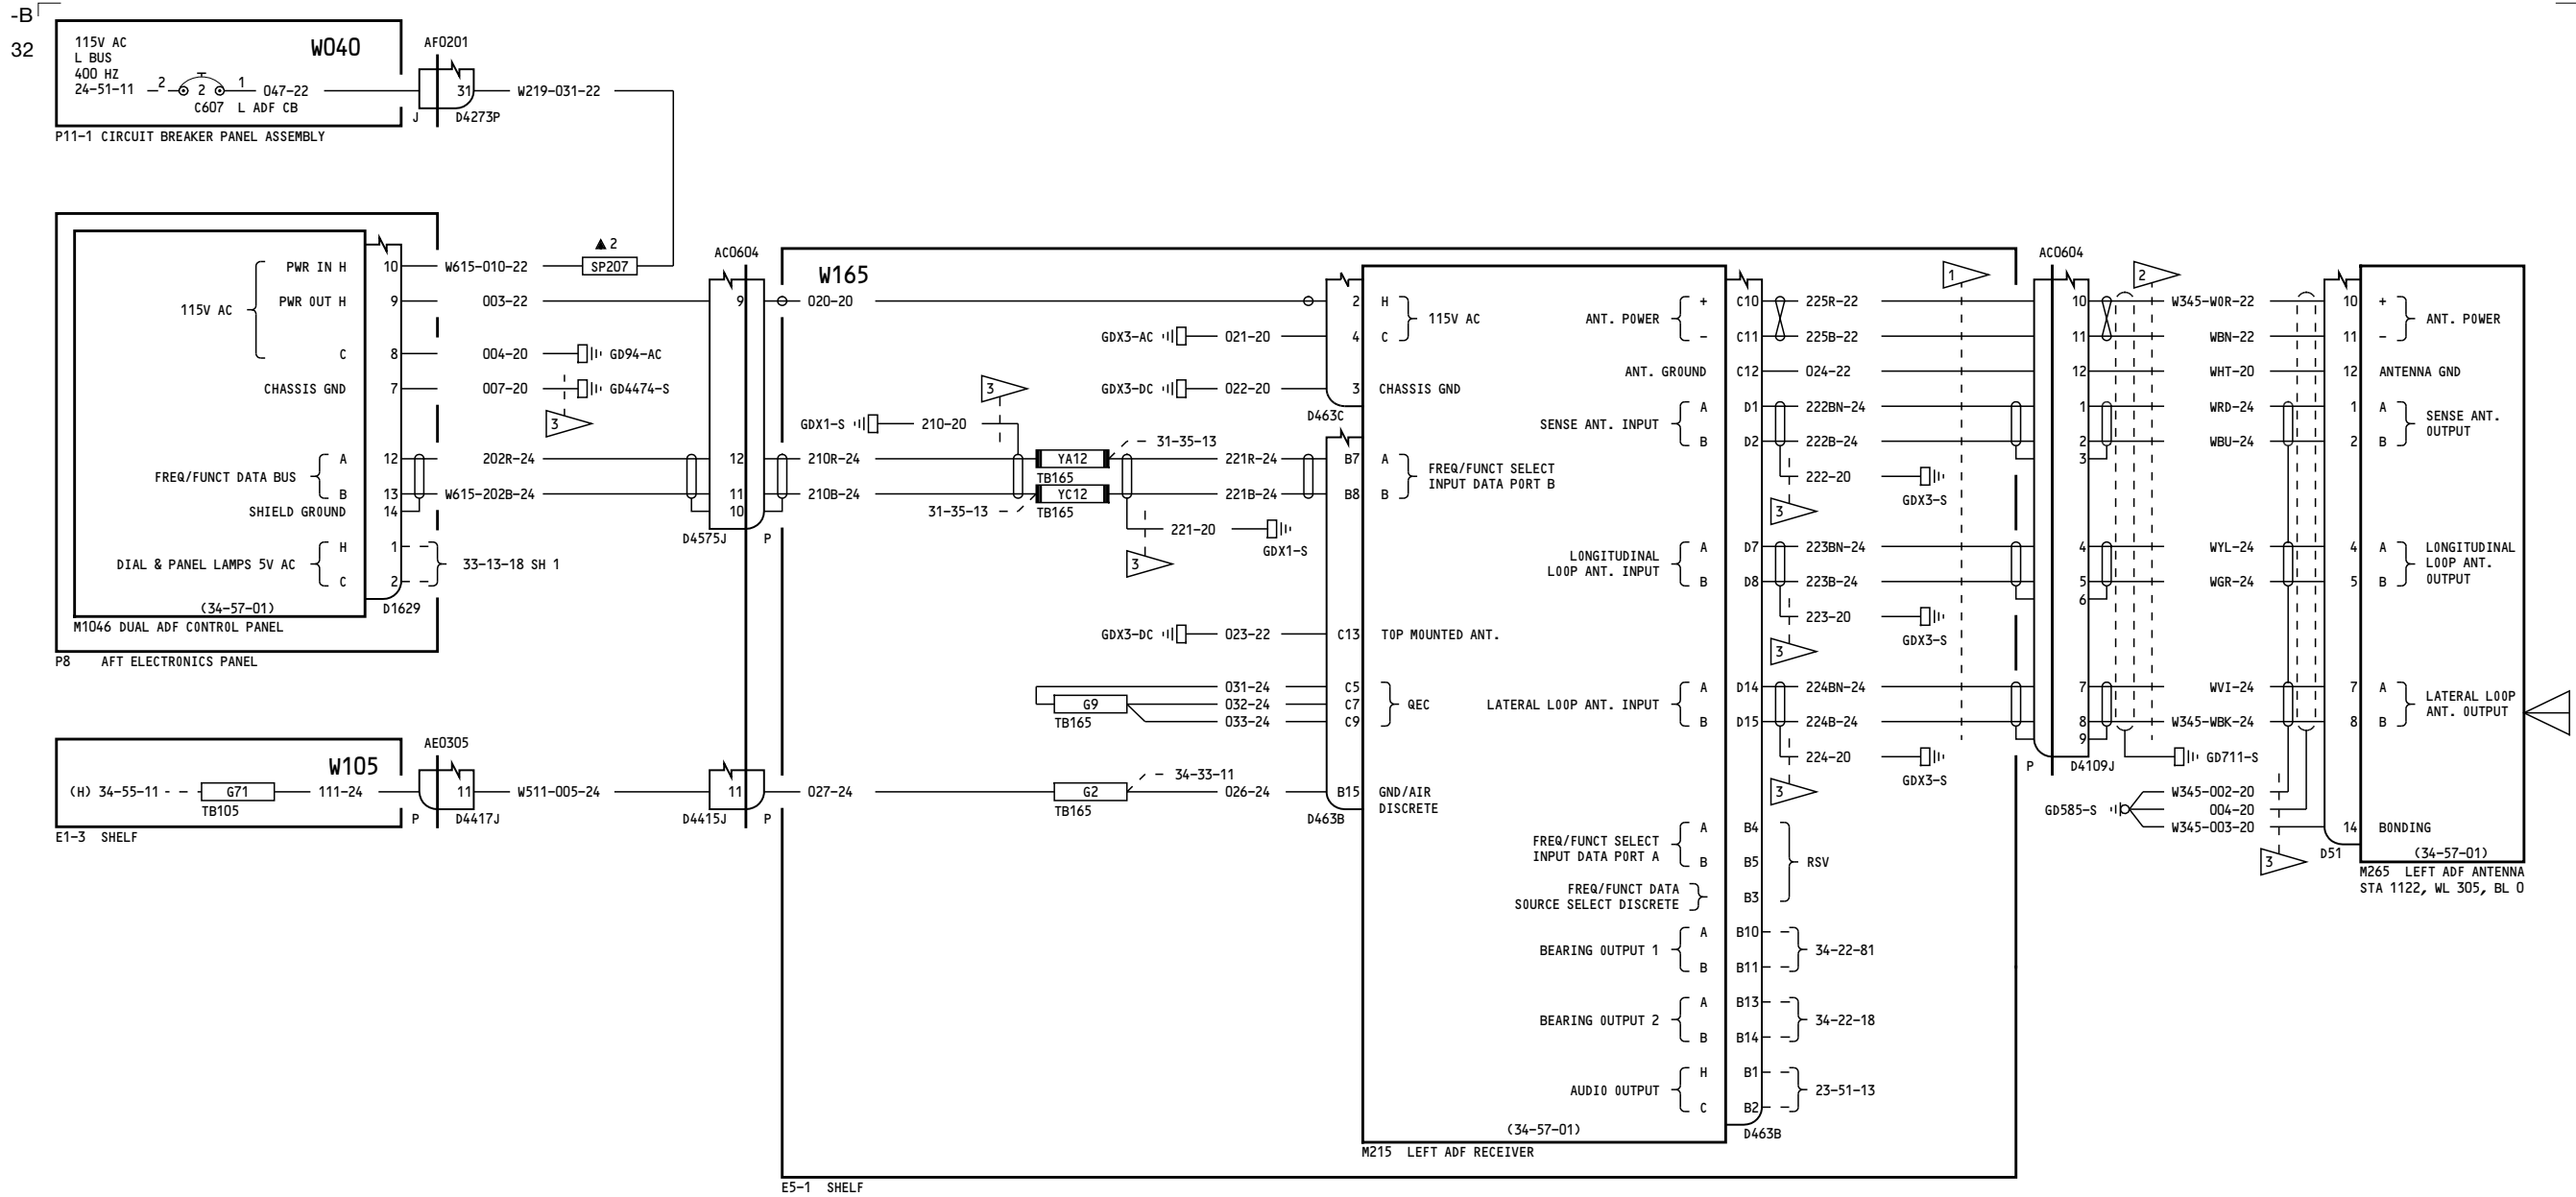 -B
32
115V AC
L BUS
400 HZ
24-51-11
W040
2
2
1
047-22
C607 L ADF CB
P11-1 CIRCUIT BREAKER PANEL ASSEMBLY
AF0201
31
J
D4273P
W219-031-22
115V AC
PWR IN H
PWR OUT H
C
CHASSIS GND
FREQ/FUNCT DATA BUS
A
B
SHIELD GROUND
DIAL & PANEL LAMPS 5V AC
H
C
(34-57-01)
M1046 DUAL ADF CONTROL PANEL
P8 AFT ELECTRONICS PANEL
10
9
8
7
12
13
14
1
2
D1629
W615-010-22
2
SP207
003-22
004-20
GD94-AC
007-20
GD4474-S
3
202R-24
W615-202B-24
33-13-18 SH 1
AC0604
9
12
11
10
D4575J
P
W105
(H) 34-55-11
G71
TB105
111-24
E1-3 SHELF
AE0305
11
P
D4417J
W511-005-24
11
D4415J
P
W165
020-20
GDX1-S
210-20
3
210R-24
YA12
TB165
31-35-13
221R-24
210B-24
YC12
TB165
31-35-13
221B-24
221-20
GDX1-S
3
GDX3-AC
021-20
GDX3-DC
022-20
GDX3-DC
023-22
031-24
G9
TB165
032-24
033-24
027-24
G2
TB165
34-33-11
026-24
2
4
3
D463C
B7
B8
C13
C5
C7
C9
B15
D463B
H
C
115V AC
CHASSIS GND
A
B
FREQ/FUNCT SELECT
INPUT DATA PORT B
TOP MOUNTED ANT.
QEC
GND/AIR
DISCRETE
ANT. POWER
+
-
ANT. GROUND
SENSE ANT. INPUT
A
B
LONGITUDINAL
LOOP ANT. INPUT
A
B
LATERAL LOOP ANT. INPUT
A
B
FREQ/FUNCT SELECT
INPUT DATA PORT A
A
B
FREQ/FUNCT DATA
SOURCE SELECT DISCRETE
BEARING OUTPUT 1
A
B
BEARING OUTPUT 2
A
B
AUDIO OUTPUT
H
C
(34-57-01)
M215 LEFT ADF RECEIVER
E5-1 SHELF
C10
C11
C12
D1
D2
D7
D8
D14
D15
B4
B5
B3
B10
B11
B13
B14
B1
B2
D463B
225R-22
225B-22
024-22
222BN-24
222B-24
222-20
GDX3-S
3
223BN-24
223B-24
223-20
GDX3-S
3
224BN-24
224B-24
224-20
GDX3-S
3
RSV
34-22-81
34-22-18
23-51-13
1
AC0604
10
11
12
1
2
3
4
5
6
7
8
9
P
D4109J
2
W345-WOR-22
WBN-22
WHT-20
WRD-24
WBU-24
WYL-24
WGR-24
WVI-24
W345-WBK-24
GD711-S
GD585-S
W345-002-20
004-20
W345-003-20
3
10
11
12
1
2
4
5
7
8
14
D51
+
-
ANT. POWER
ANTENNA GND
A
B
SENSE ANT.
OUTPUT
A
B
LONGITUDINAL
LOOP ANT.
OUTPUT
A
B
LATERAL LOOP
ANT. OUTPUT
BONDING
(34-57-01)
M265 LEFT ADF ANTENNA
STA 1122, WL 305, BL 0